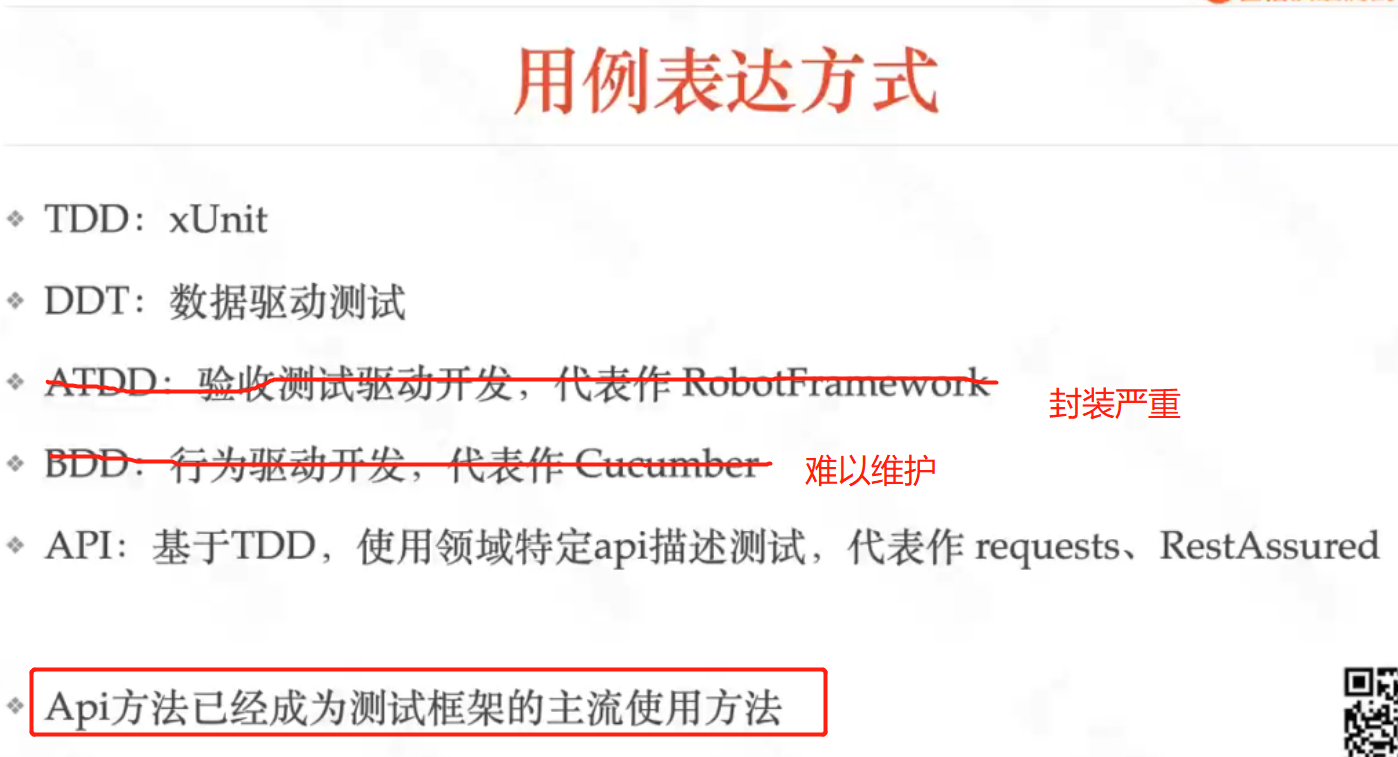 用例表达方式
TDD：xUnit
DDT：数据驱动测试
ATDD：验收测试驱动开发，代表作 RobotFramework
封装严重
BDD：行为驱动开发，代表作 Cucumber
难以维护
API：基于TDD，使用领域特定api描述测试，代表作 requests、RestAssured
Api方法已经成为测试框架的主流使用方法